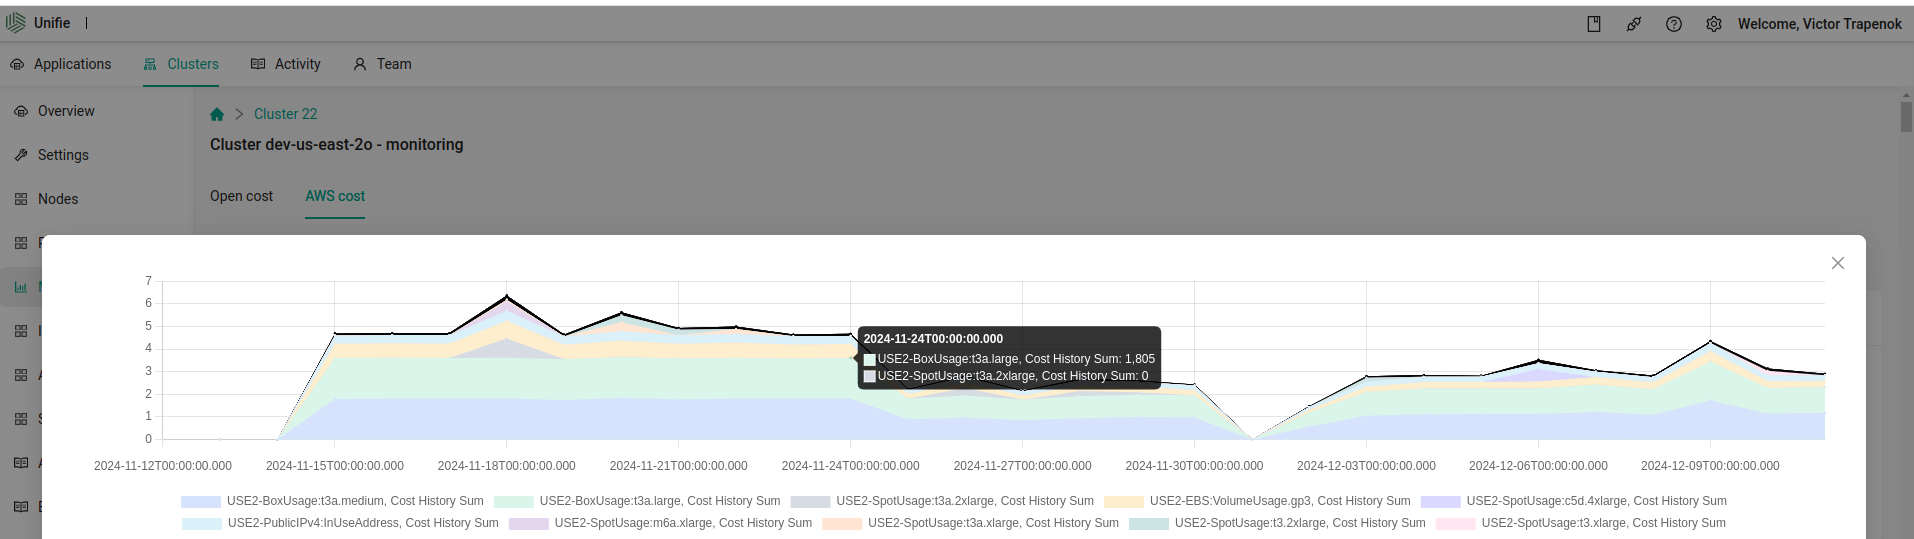 Unifie |
Welcome, Victor Trapenok
Applications Clusters Activity Team
Overview
Cluster 22
Cluster dev-us-east-2o - monitoring
Settings
Nodes
Open cost AWS cost
7
6
5
4
3
2
1
0
2024-11-24T00:00:00.000
USE2-BoxUsage:t3a.large, Cost History Sum: 1,805
USE2-SpotUsage:t3a.2xlarge, Cost History Sum: 0
2024-11-12T00:00:00.000 2024-11-15T00:00:00.000 2024-11-18T00:00:00.000 2024-11-21T00:00:00.000 2024-11-24T00:00:00.000 2024-11-27T00:00:00.000 2024-11-30T00:00:00.000 2024-12-03T00:00:00.000 2024-12-06T00:00:00.000 2024-12-09T00:00:00.000
USE2-BoxUsage:t3a.medium, Cost History Sum USE2-BoxUsage:t3a.large, Cost History Sum USE2-SpotUsage:t3a.2xlarge, Cost History Sum USE2-EBS:VolumeUsage.gp3, Cost History Sum USE2-SpotUsage:c5d.4xlarge, Cost History Sum
USE2-PublicIPv4:InUseAddress, Cost History Sum USE2-SpotUsage:m6a.xlarge, Cost History Sum USE2-SpotUsage:t3a.xlarge, Cost History Sum USE2-SpotUsage:t3.2xlarge, Cost History Sum USE2-SpotUsage:t3.xlarge, Cost History Sum